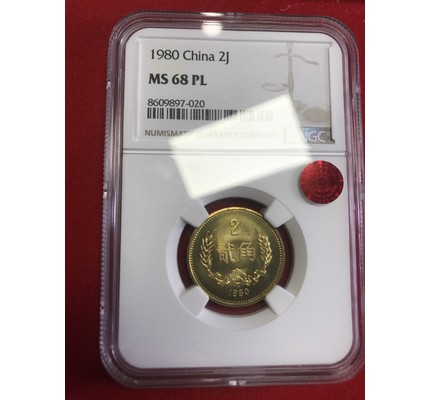 1980 China 2J
MS 68 PL
8609897-020
NUMISMATIC GUARANTY COMPANY
NGC
2
贰角
1980